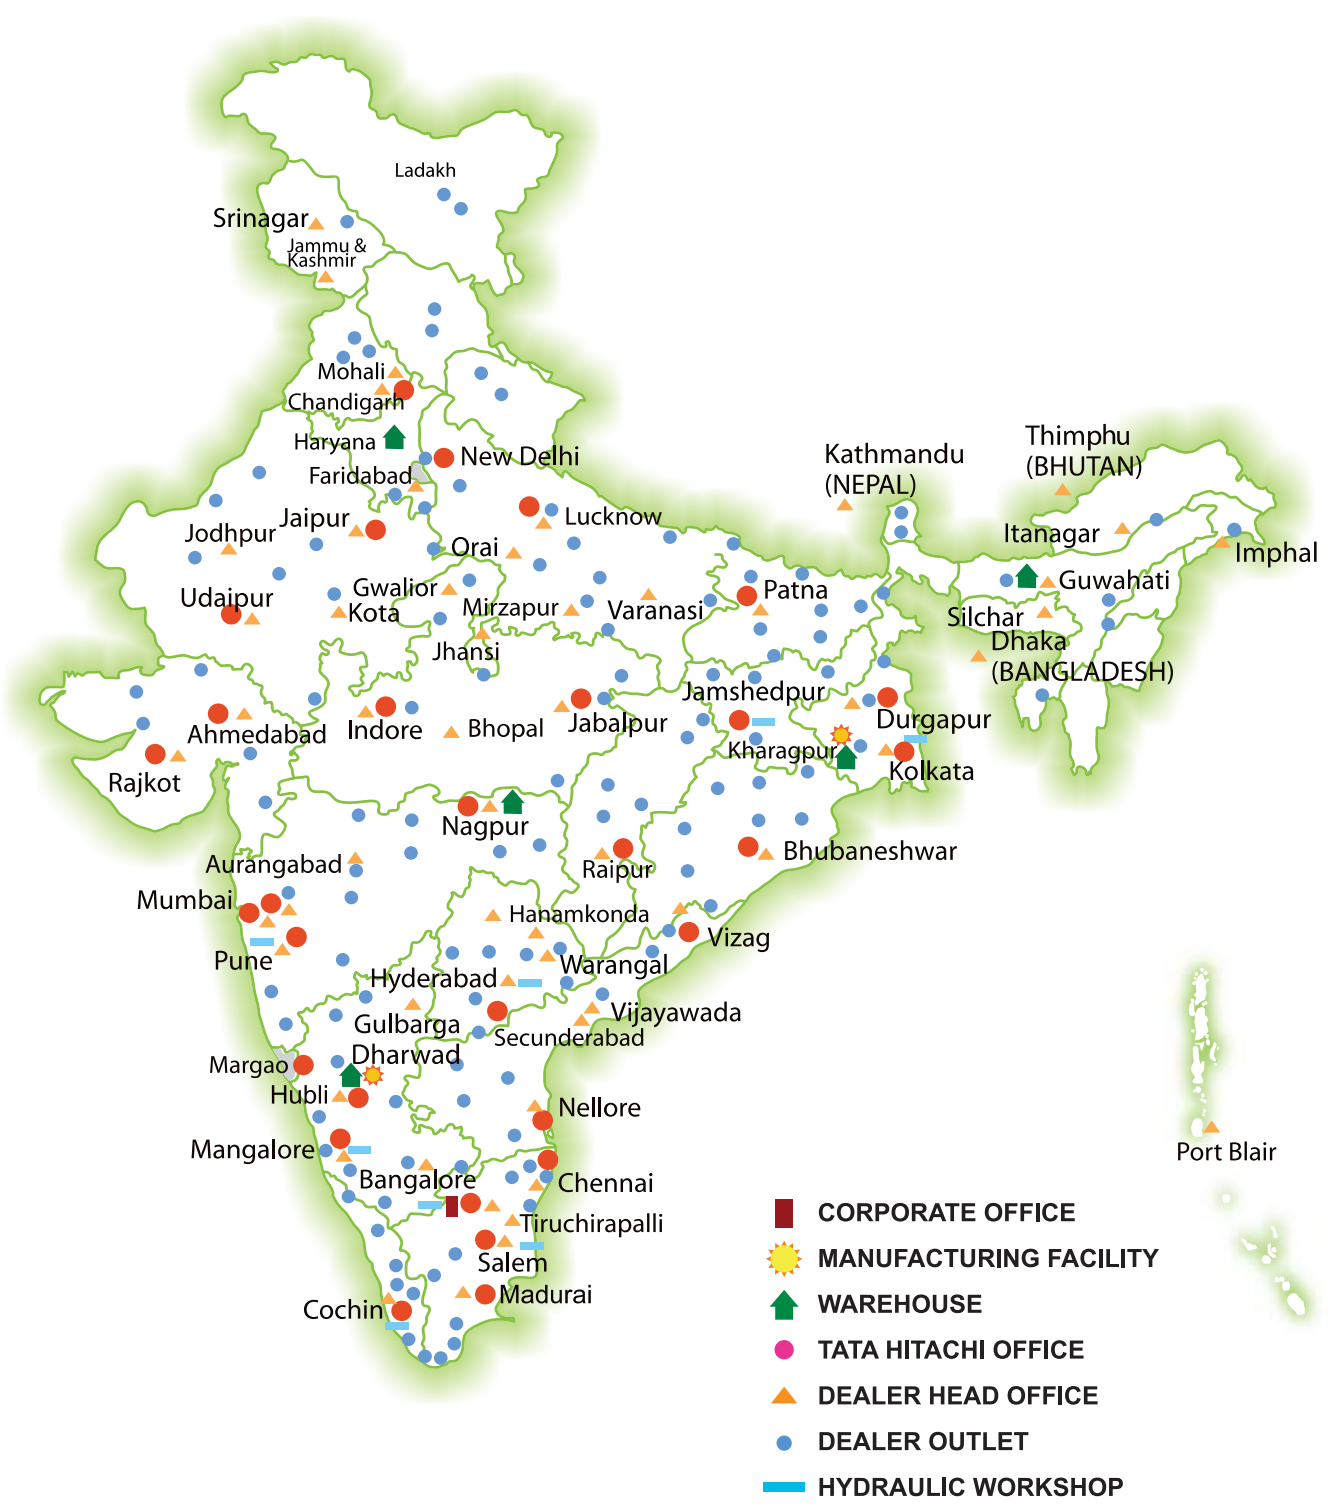 Ladakh
Srinagar
Jammu &
Kashmir
Mohali
Chandigarh
Haryana
New Delhi
Faridabad
Kathmandu
(NEPAL)
Thimphu
(BHUTAN)
Jaipur
Lucknow
Jodhpur
Orai
Itanagar
Imphal
Gwalior
Udaipur
Kota
Mirzapur
Varanasi
Patna
Guwahati
Silchar
Jhansi
Dhaka
(BANGLADESH)
Jamshedpur
Ahmedabad
Indore
Bhopal
Jabalpur
Durgapur
Kharagpur
Kolkata
Rajkot
Nagpur
Aurangabad
Raipur
Bhubaneshwar
Mumbai
Hanamkonda
Vizag
Pune
Warangal
Hyderabad
Gulbarga
Vijayawada
Secunderabad
Dharwad
Margao
Hubli
Nellore
Mangalore
Port Blair
Bangalore
Chennai
Tiruchirapalli
Salem
Madurai
Cochin
CORPORATE OFFICE
MANUFACTURING FACILITY
WAREHOUSE
TATA HITACHI OFFICE
DEALER HEAD OFFICE
DEALER OUTLET
HYDRAULIC WORKSHOP